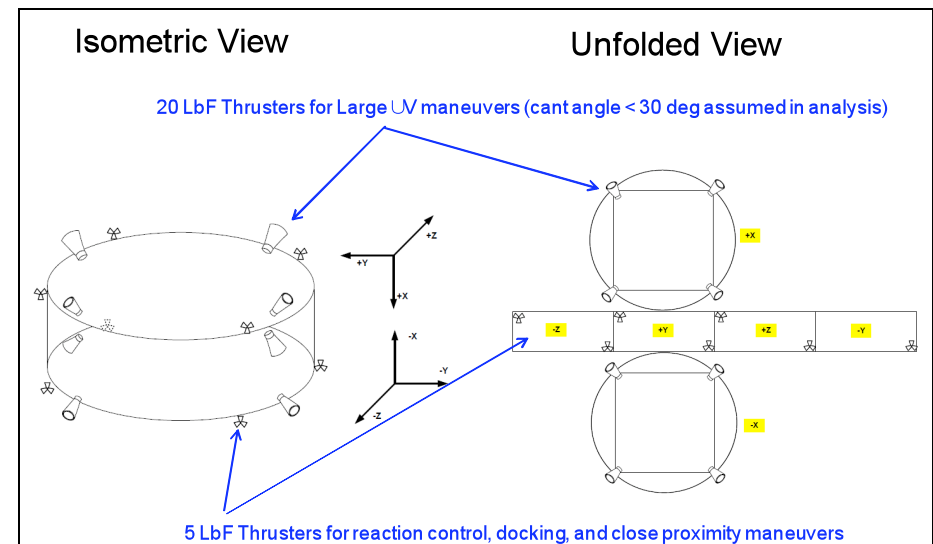 Isometric View
Unfolded View
20 LbF Thrusters for Large UV maneuvers (cant angle < 30 deg assumed in analysis)
+Z
+Y
+X
+X
-Z
+Y
+Z
-Y
-X
-Y
-Z
-X
5 LbF Thrusters for reaction control, docking, and close proximity maneuvers